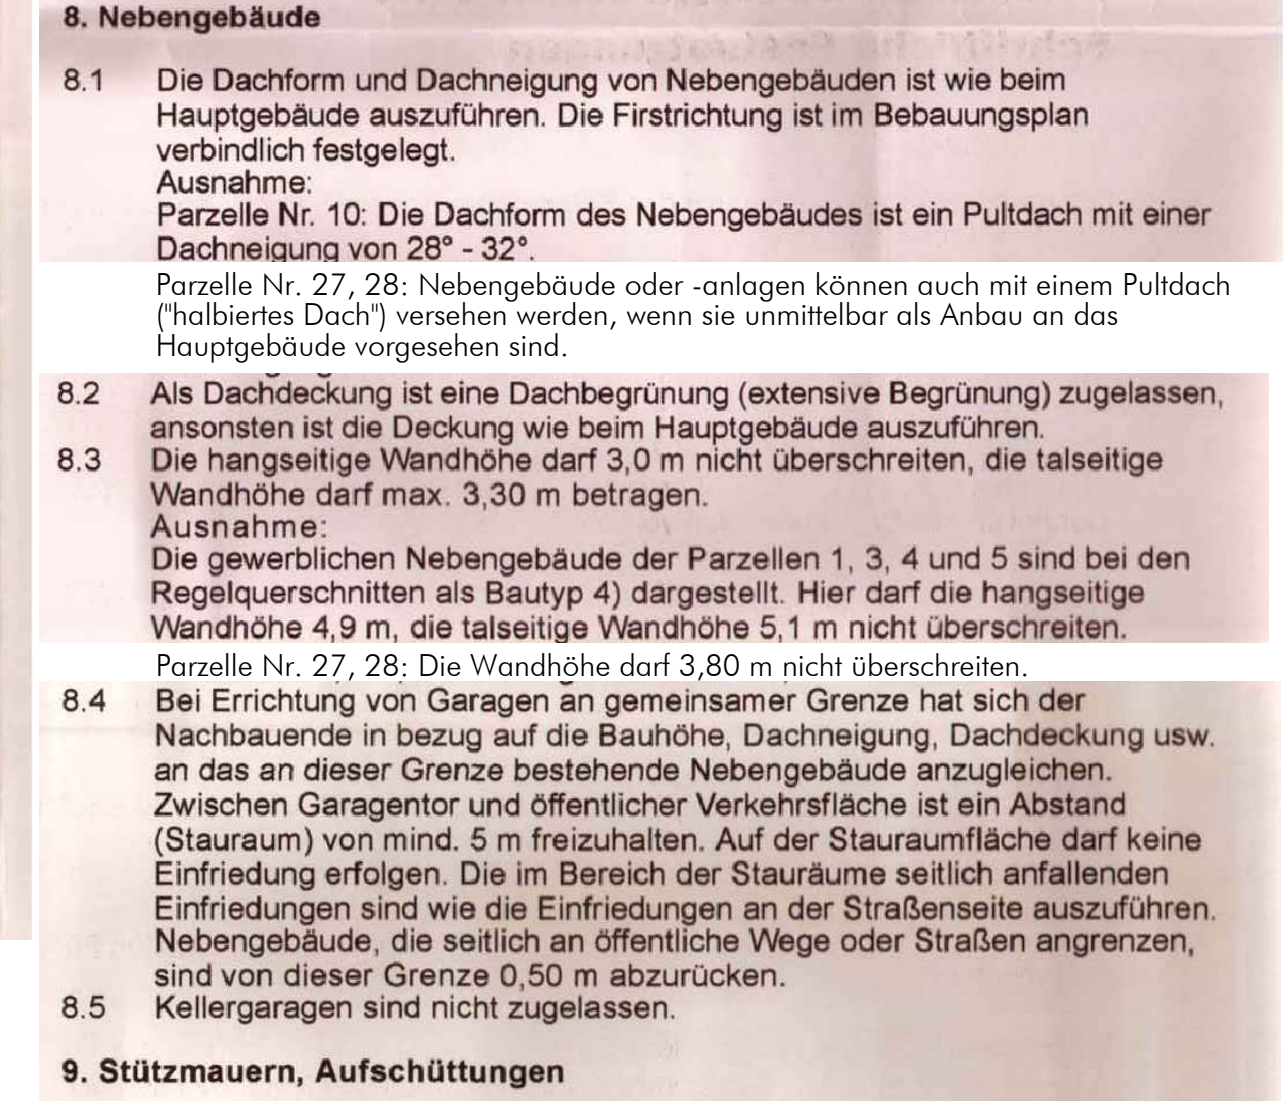 8. Nebengebäude
8.1 Die Dachform und Dachneigung von Nebengebäuden ist wie beim
Hauptgebäude auszuführen. Die Firstrichtung ist im Bebauungsplan
verbindlich festgelegt.
Ausnahme:
Parzelle Nr. 10: Die Dachform des Nebengebäudes ist ein Pultdach mit einer
Dachneigung von 28° - 32°.
Parzelle Nr. 27, 28: Nebengebäude oder -anlagen können auch mit einem Pultdach
("halbiertes Dach") versehen werden, wenn sie unmittelbar als Anbau an das
Hauptgebäude vorgesehen sind.
8.2 Als Dachdeckung ist eine Dachbegrünung (extensive Begrünung) zugelassen,
ansonsten ist die Deckung wie beim Hauptgebäude auszuführen.
8.3 Die hangseitige Wandhöhe darf 3,0 m nicht überschreiten, die talseitige
Wandhöhe darf max. 3,30 m betragen.
Ausnahme:
Die gewerblichen Nebengebäude der Parzellen 1, 3, 4 und 5 sind bei den
Regelquerschnitten als Bautyp 4) dargestellt. Hier darf die hangseitige
Wandhöhe 4,9 m, die talseitige Wandhöhe 5,1 m nicht überschreiten.
Parzelle Nr. 27, 28: Die Wandhöhe darf 3,80 m nicht überschreiten.
8.4 Bei Errichtung von Garagen an gemeinsamer Grenze hat sich der
Nachbauende in bezug auf die Bauhöhe, Dachneigung, Dachdeckung usw.
an das an dieser Grenze bestehende Nebengebäude anzugleichen.
Zwischen Garagentor und öffentlicher Verkehrsfläche ist ein Abstand
(Stauraum) von mind. 5 m freizuhalten. Auf der Stauraumfläche darf keine
Einfriedung erfolgen. Die im Bereich der Stauräume seitlich anfallenden
Einfriedungen sind wie die Einfriedungen an der Straßenseite auszuführen.
Nebengebäude, die seitlich an öffentliche Wege oder Straßen angrenzen,
sind von dieser Grenze 0,50 m abzurücken.
8.5 Kellergaragen sind nicht zugelassen.
9. Stützmauern, Aufschüttungen